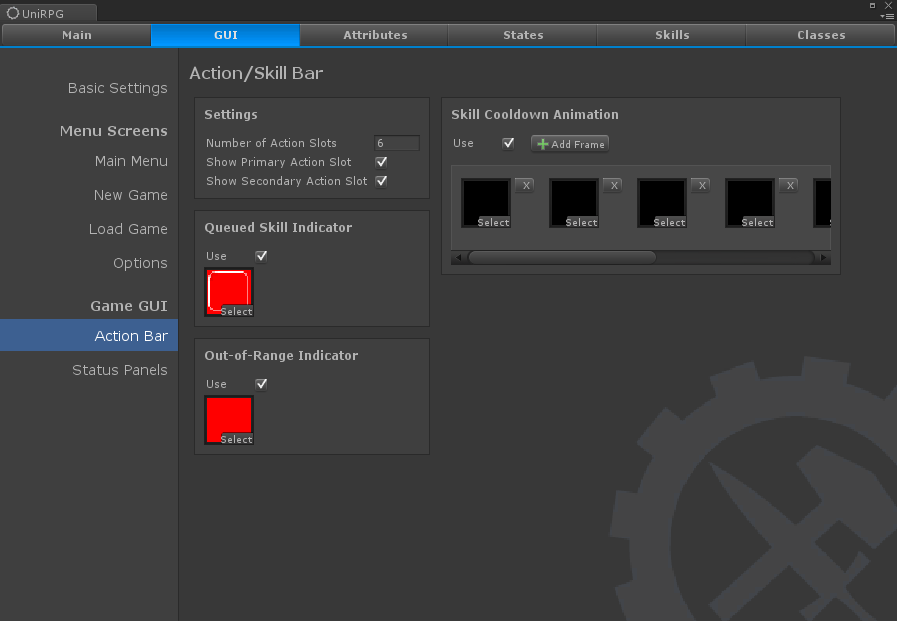 UniRPG
Main GUI Attributes States Skills Classes
Basic Settings
Menu Screens
Main Menu
New Game
Load Game
Options
Game GUI
Action Bar
Status Panels
Action/Skill Bar
Settings
Number of Action Slots 6
Show Primary Action Slot
Show Secondary Action Slot
Queued Skill Indicator
Use
Select
Out-of-Range Indicator
Use
Select
Skill Cooldown Animation
Use Add Frame
X X X X
Select Select Select Select